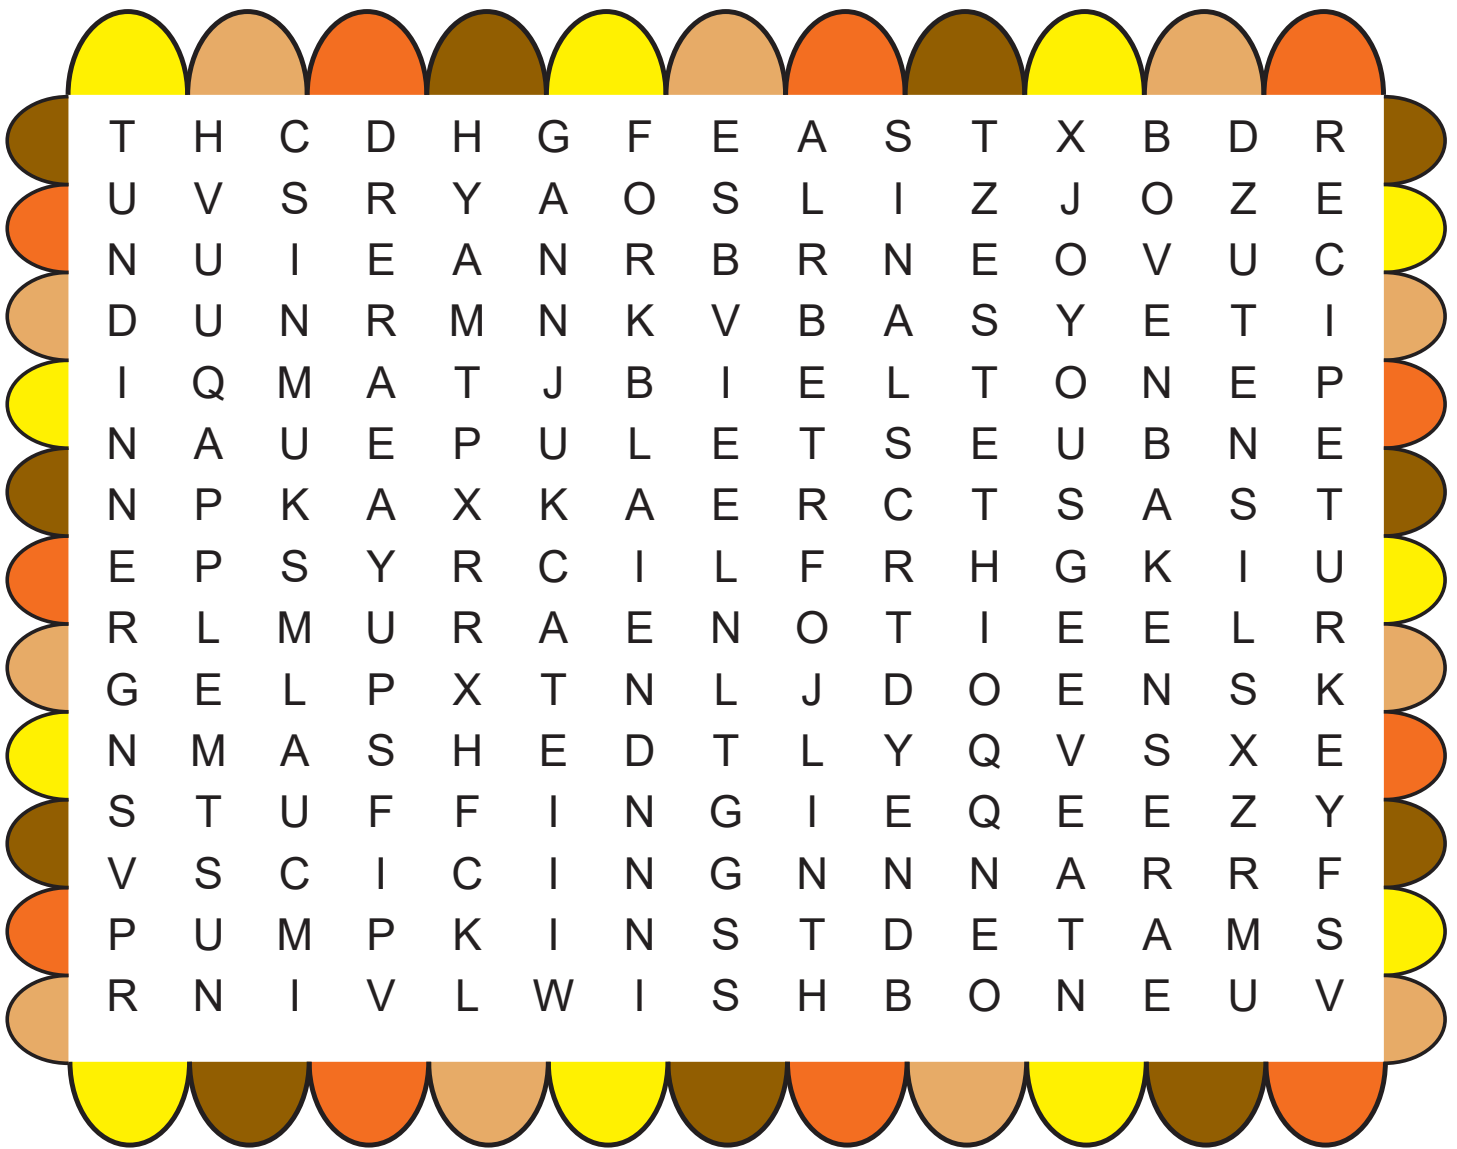 T H C D H G F E A S T X B D R
U V S R Y A O S L I Z J O Z E
N U I E A N R B R N E O V U C
D U N R M N K V B A S Y E T I
I Q M A T J B I E L T O N E P
N A U E P U L E T S E U B N E
N P K A X K A E R C T S A S T
E P S Y R C I L F R H G K I U
R L M U R A E N O T I E E L R
G E L P X T N L J D O E N S K
N M A S H E D T L Y Q V S X E
S T U F F I N G I E Q E E Z Y
V S C I C I N G N N N A R R F
P U M P K I N S T D E T A M S
R N I V L W I S H B O N E U V